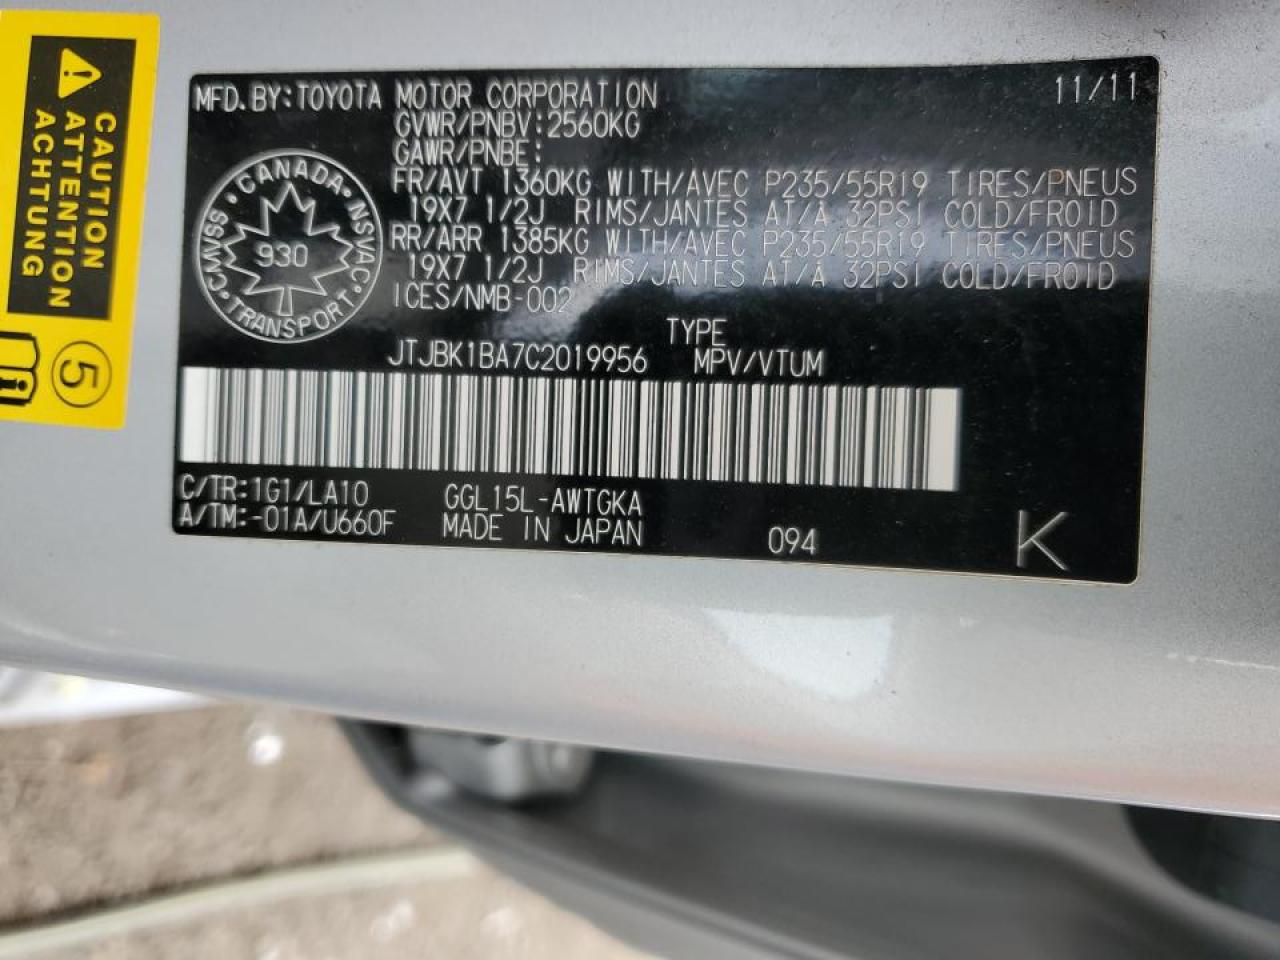 CAUTION
ATTENTION
ACHTUNG
5
MFD. BY: TOYOTA MOTOR CORPORATION 11/11
GVWR/PNBV: 2560KG
GAWR/PNBE:
FR/AVT 1360KG WITH/AVEC P235/55R19 TIRES/PNEUS
19X7 1/2J RIMS/JANTES AT/A 32PSI COLD/FROID
RR/ARR 1385KG WITH/AVEC P235/55R19 TIRES/PNEUS
19X7 1/2J RIMS/JANTES AT/A 32PSI COLD/FROID
ICES/NMB-002
CANADA
CMVSS • NSVAC
930
TRANSPORT
TYPE
JTJBK1BA7C2019956 MPV/VTUM
C/TR: 1G1/LA10 GGL15L-AWTGKA
A/TM: -01A/U660F MADE IN JAPAN 094 K